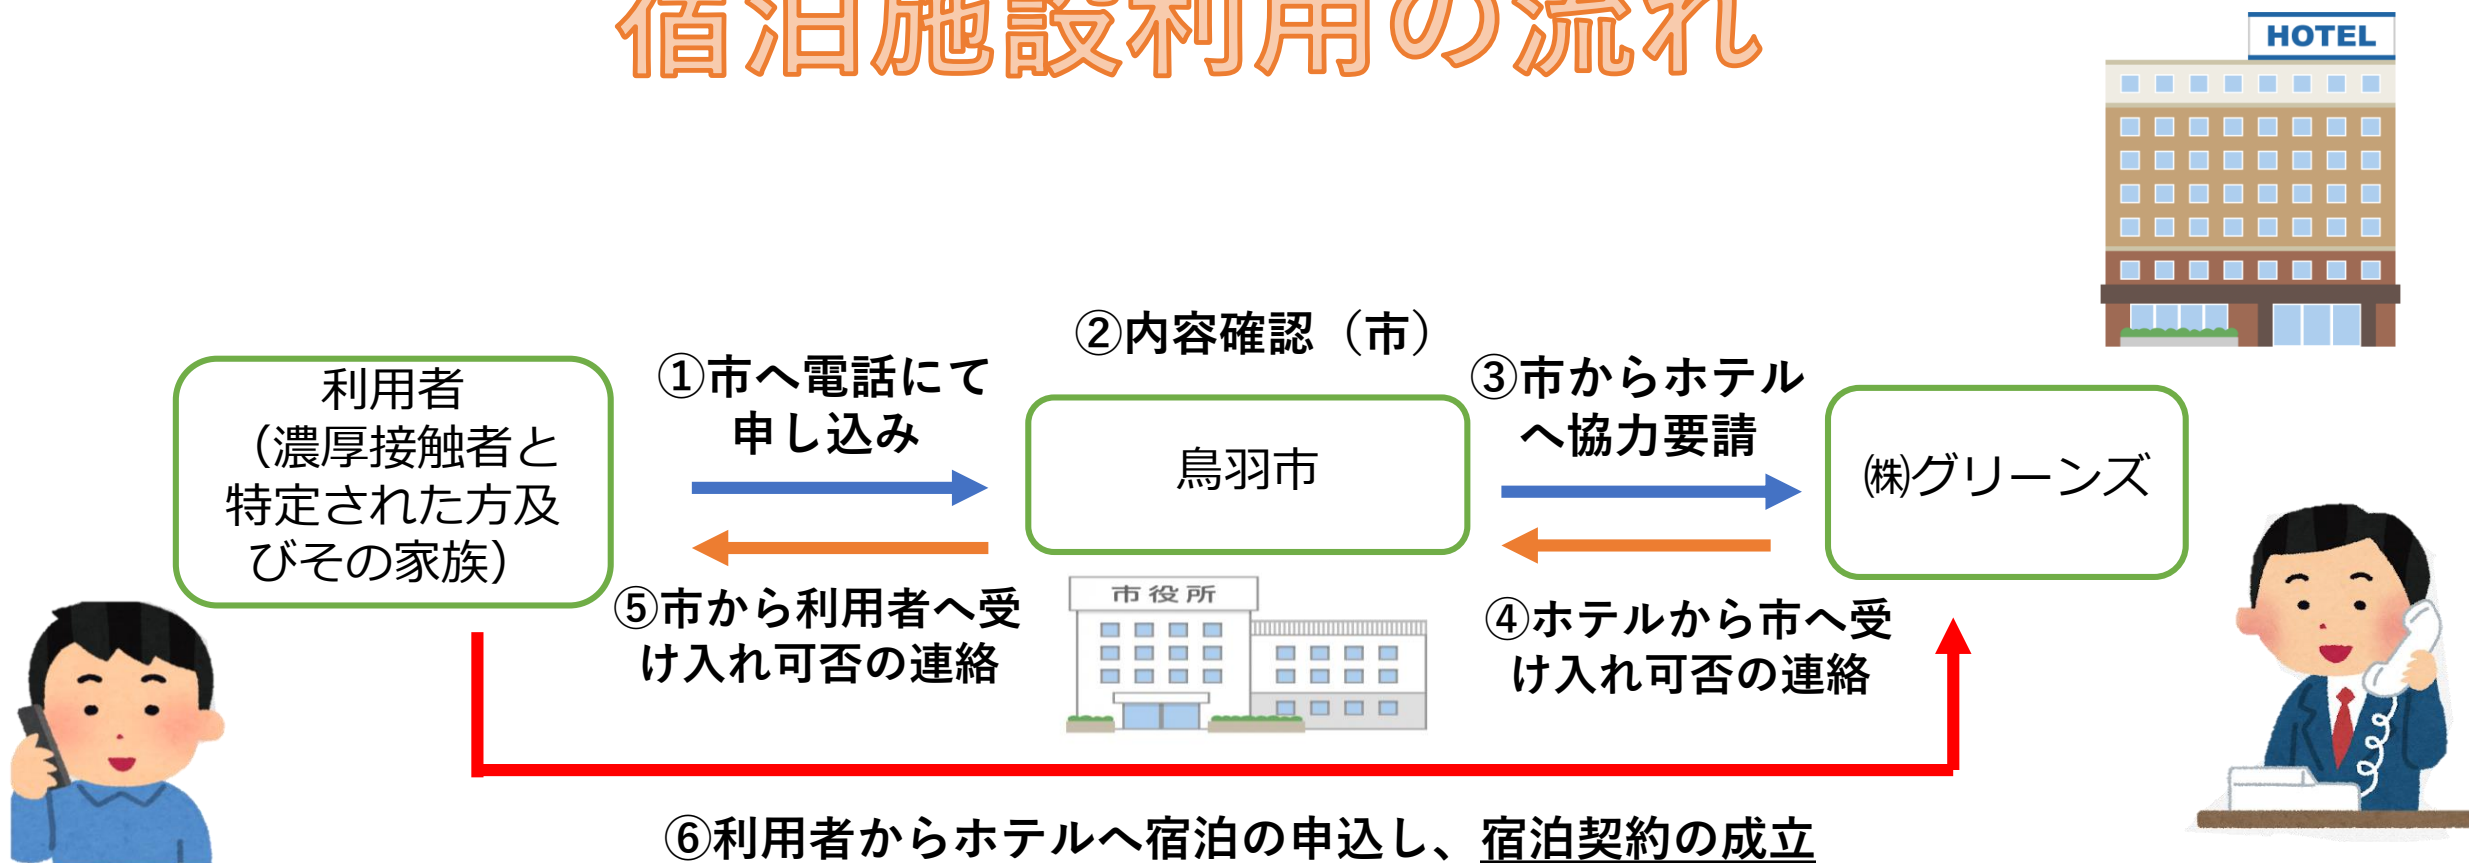 宿泊施設利用の流れ
HOTEL
②内容確認（市）
①市へ電話にて
申し込み
③市からホテル
へ協力要請
利用者
（濃厚接触者と
特定された方及
びその家族）
鳥羽市
㈱グリーンズ
⑤市から利用者へ受
け入れ可否の連絡
市役所
④ホテルから市へ受
け入れ可否の連絡
⑥利用者からホテルへ宿泊の申込し、宿泊契約の成立